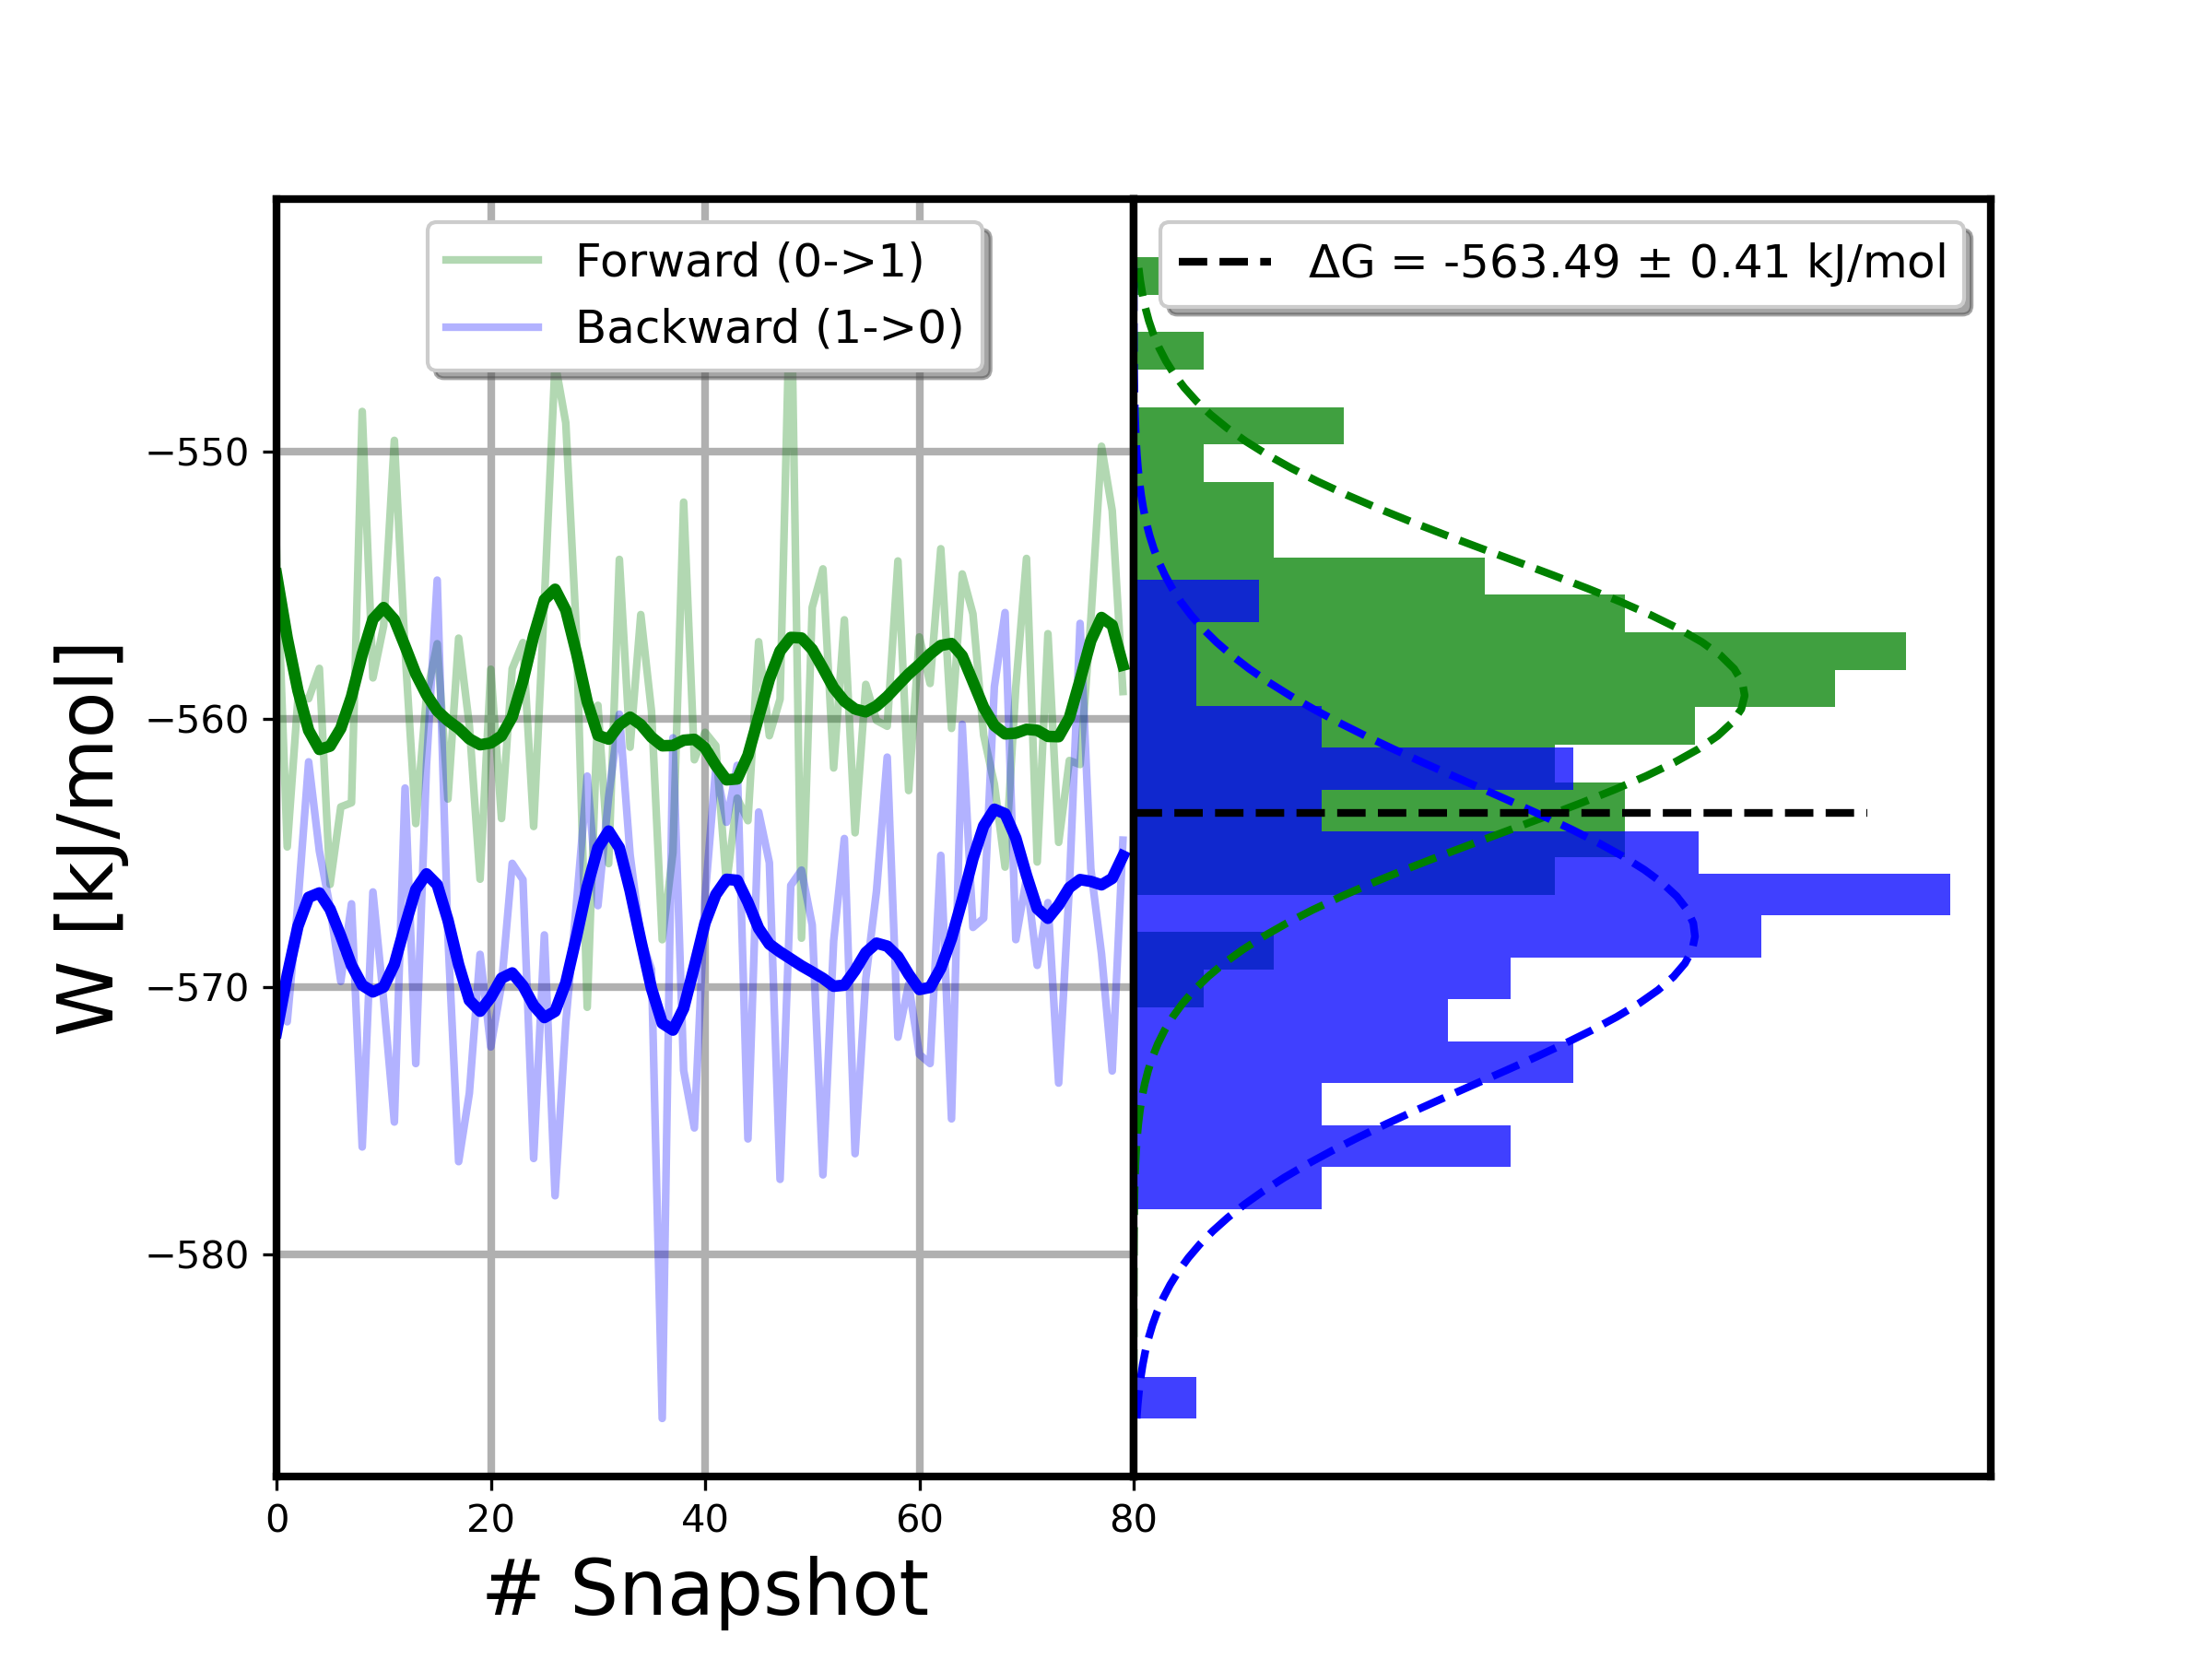 Forward (0->1)
Backward (1->0)
ΔG = -563.49 ± 0.41 kJ/mol
W [kJ/mol]
−550
−560
−570
−580
0 20 40 60 80
# Snapshot